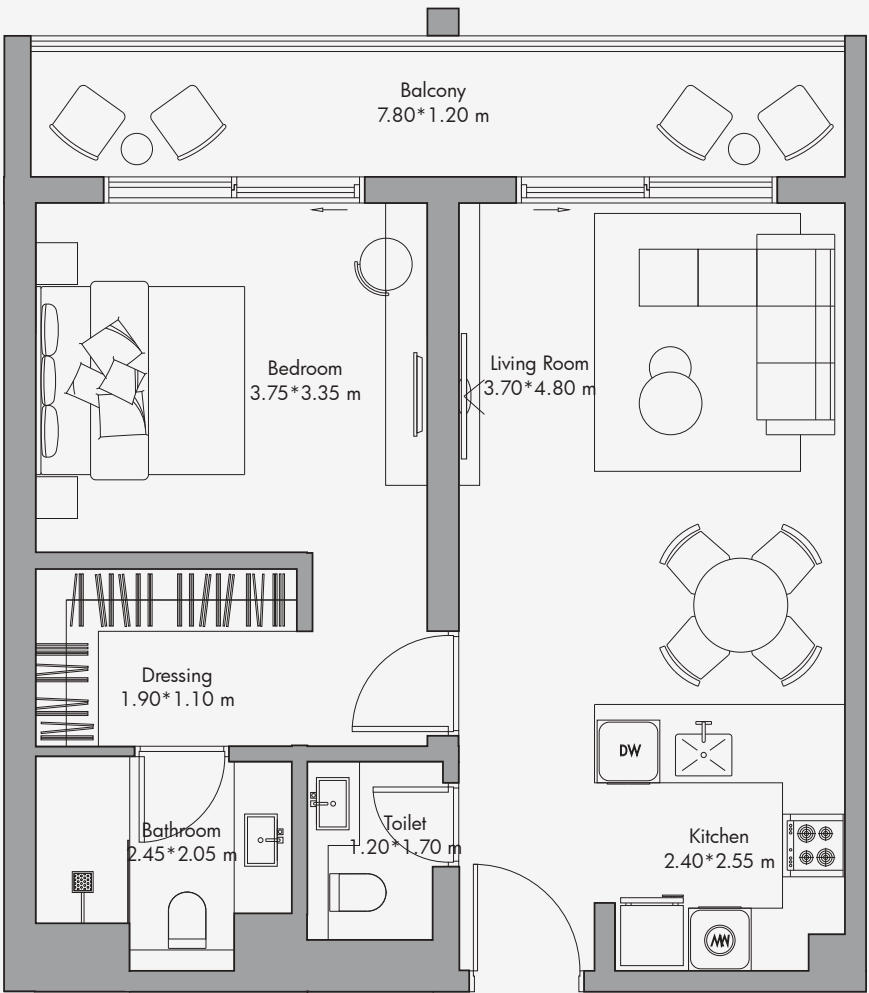 Balcony
7.80*1.20 m
Bedroom
3.75*3.35 m
Living Room
3.70*4.80 m
Dressing
1.90*1.10 m
DW
Bathroom
2.45*2.05 m
Toilet
1.20*1.70 m
Kitchen
2.40*2.55 m
MW